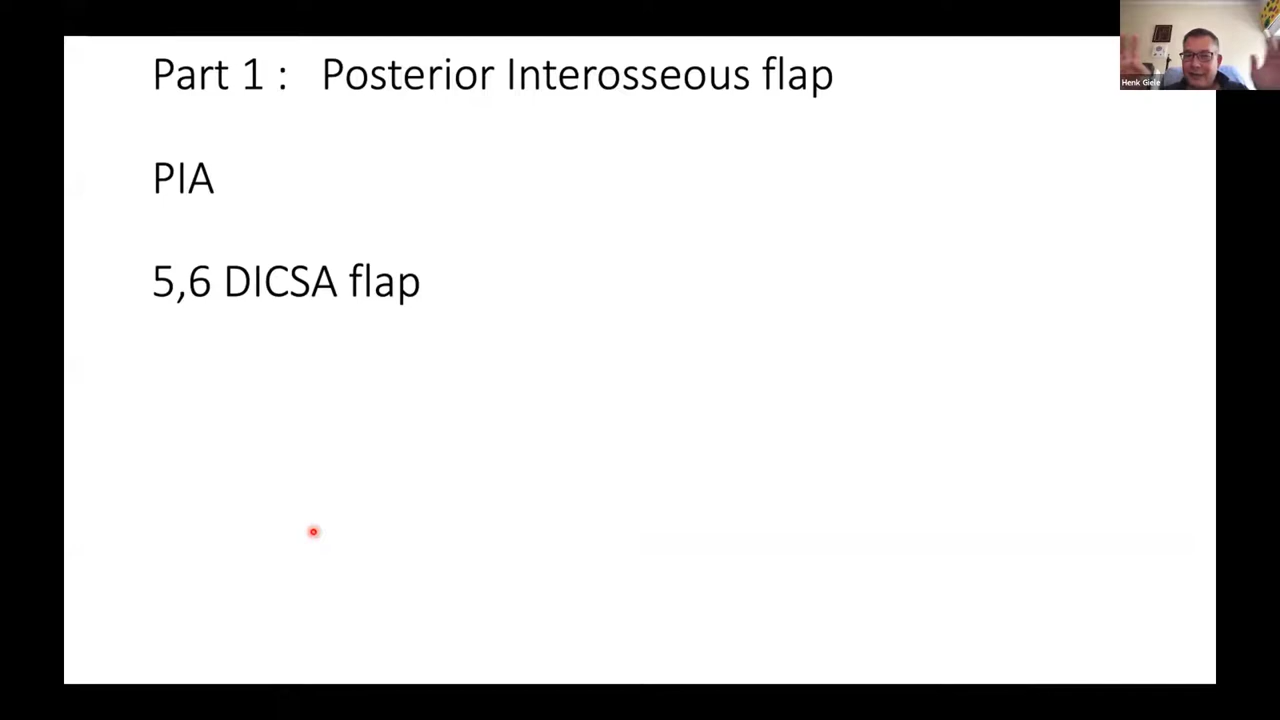 Part 1 : Posterior Interosseous flap
Henk Giele
PIA
5,6 DICSA flap